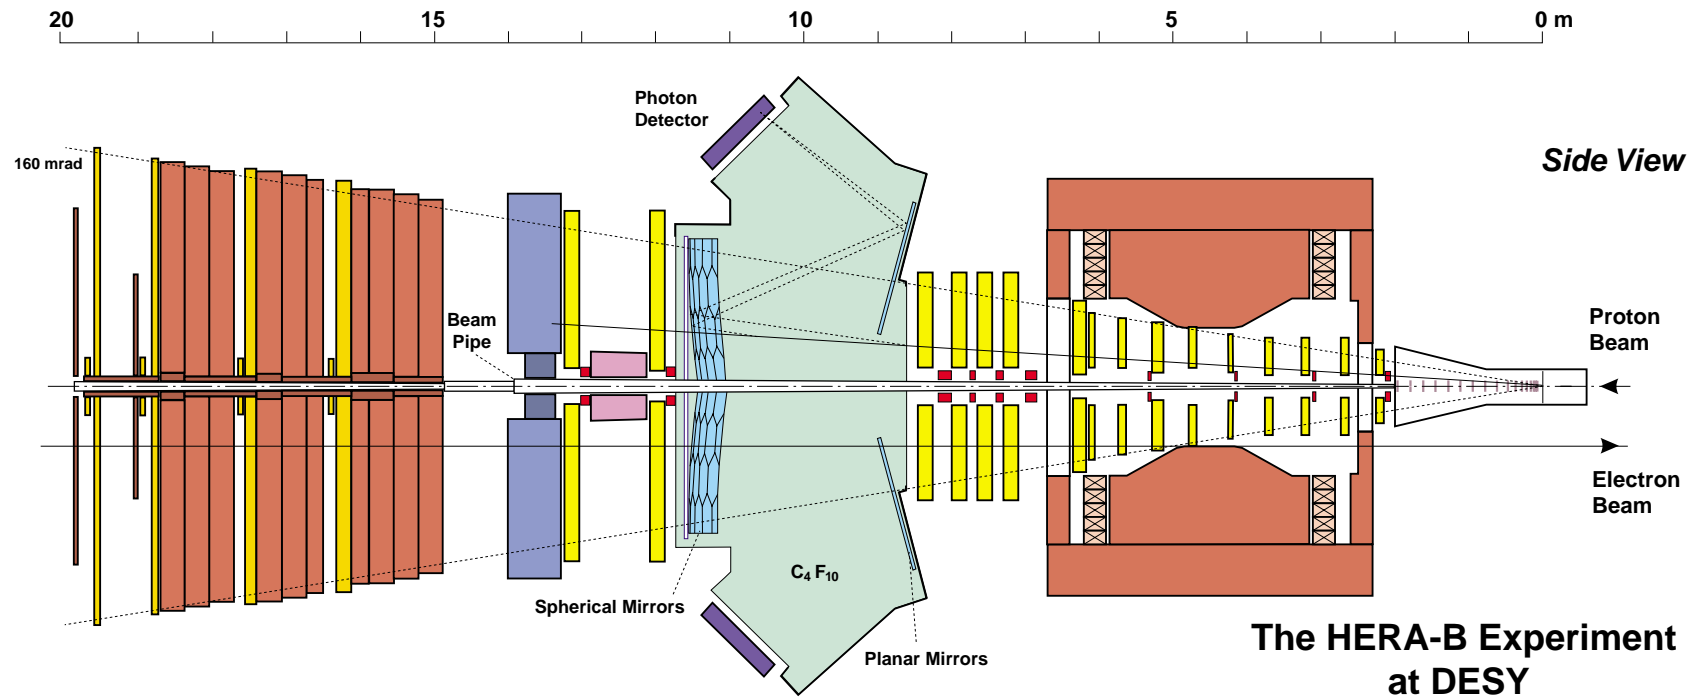 20 15 10 5 0 m
Photon
Detector
160 mrad
Side View
Beam
Pipe
Proton
Beam
Electron
Beam
C4 F10
Spherical Mirrors
Planar Mirrors
The HERA-B Experiment
at DESY